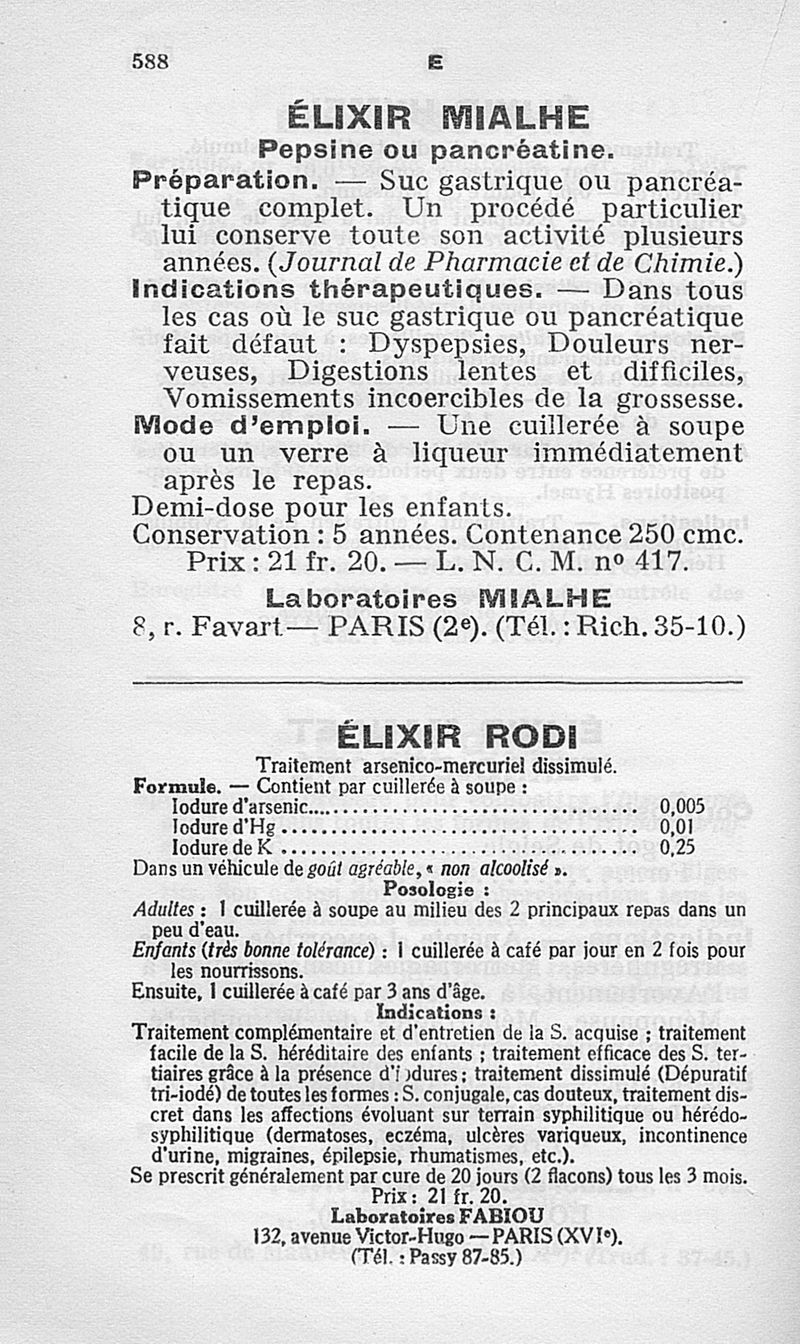 588
E
ÉLIXIR MIALHE
Pepsine ou pancréatine.
Préparation. — Suc gastrique ou pancréa-
tique complet. Un procédé particulier
lui conserve toute son activité plusieurs
années. (Journal de Pharmacie et de Chimie.)
Indications thérapeutiques. — Dans tous
les cas où le suc gastrique ou pancréatique
fait défaut : Dyspepsies, Douleurs ner-
veuses, Digestions lentes et difficiles,
Vomissements incoercibles de la grossesse.
Mode d'emploi. — Une cuillerée à soupe
ou un verre à liqueur immédiatement
après le repas.
Demi-dose pour les enfants.
Conservation : 5 années. Contenance 250 cmc.
Prix : 21 fr. 20. — L. N. C. M. nº 417.
Laboratoires MIALHE
8, r. Favart — PARIS (2e). (Tél. : Rich. 35-10.)
ÉLIXIR RODI
Traitement arsenico-mercuriel dissimulé.
Formule. — Contient par cuillerée à soupe :
Iodure d'arsenic........................................ 0,005
Iodure d'Hg........................................ 0,01
Iodure de K........................................ 0,25
Dans un véhicule de goût agréable, « non alcoolisé ».
Posologie :
Adultes : 1 cuillerée à soupe au milieu des 2 principaux repas dans un
peu d'eau.
Enfants (très bonne tolérance) : 1 cuillerée à café par jour en 2 fois pour
les nourrissons.
Ensuite, 1 cuillerée à café par 3 ans d'âge.
Indications :
Traitement complémentaire et d'entretien de la S. acquise ; traitement
facile de la S. héréditaire des enfants ; traitement efficace des S. ter-
tiaires grâce à la présence d'iodures ; traitement dissimulé (Dépuratif
tri-iodé) de toutes les formes : S. conjugale, cas douteux, traitement dis-
cret dans les affections évoluant sur terrain syphilitique ou hérédo-
syphilitique (dermatoses, eczéma, ulcères variqueux, incontinence
d'urine, migraines, épilepsie, rhumatismes, etc.).
Se prescrit généralement par cure de 20 jours (2 flacons) tous les 3 mois.
Prix : 21 fr. 20.
Laboratoires FABIOU
132, avenue Victor-Hugo — PARIS (XVIe).
(Tél. : Passy 87-85.)